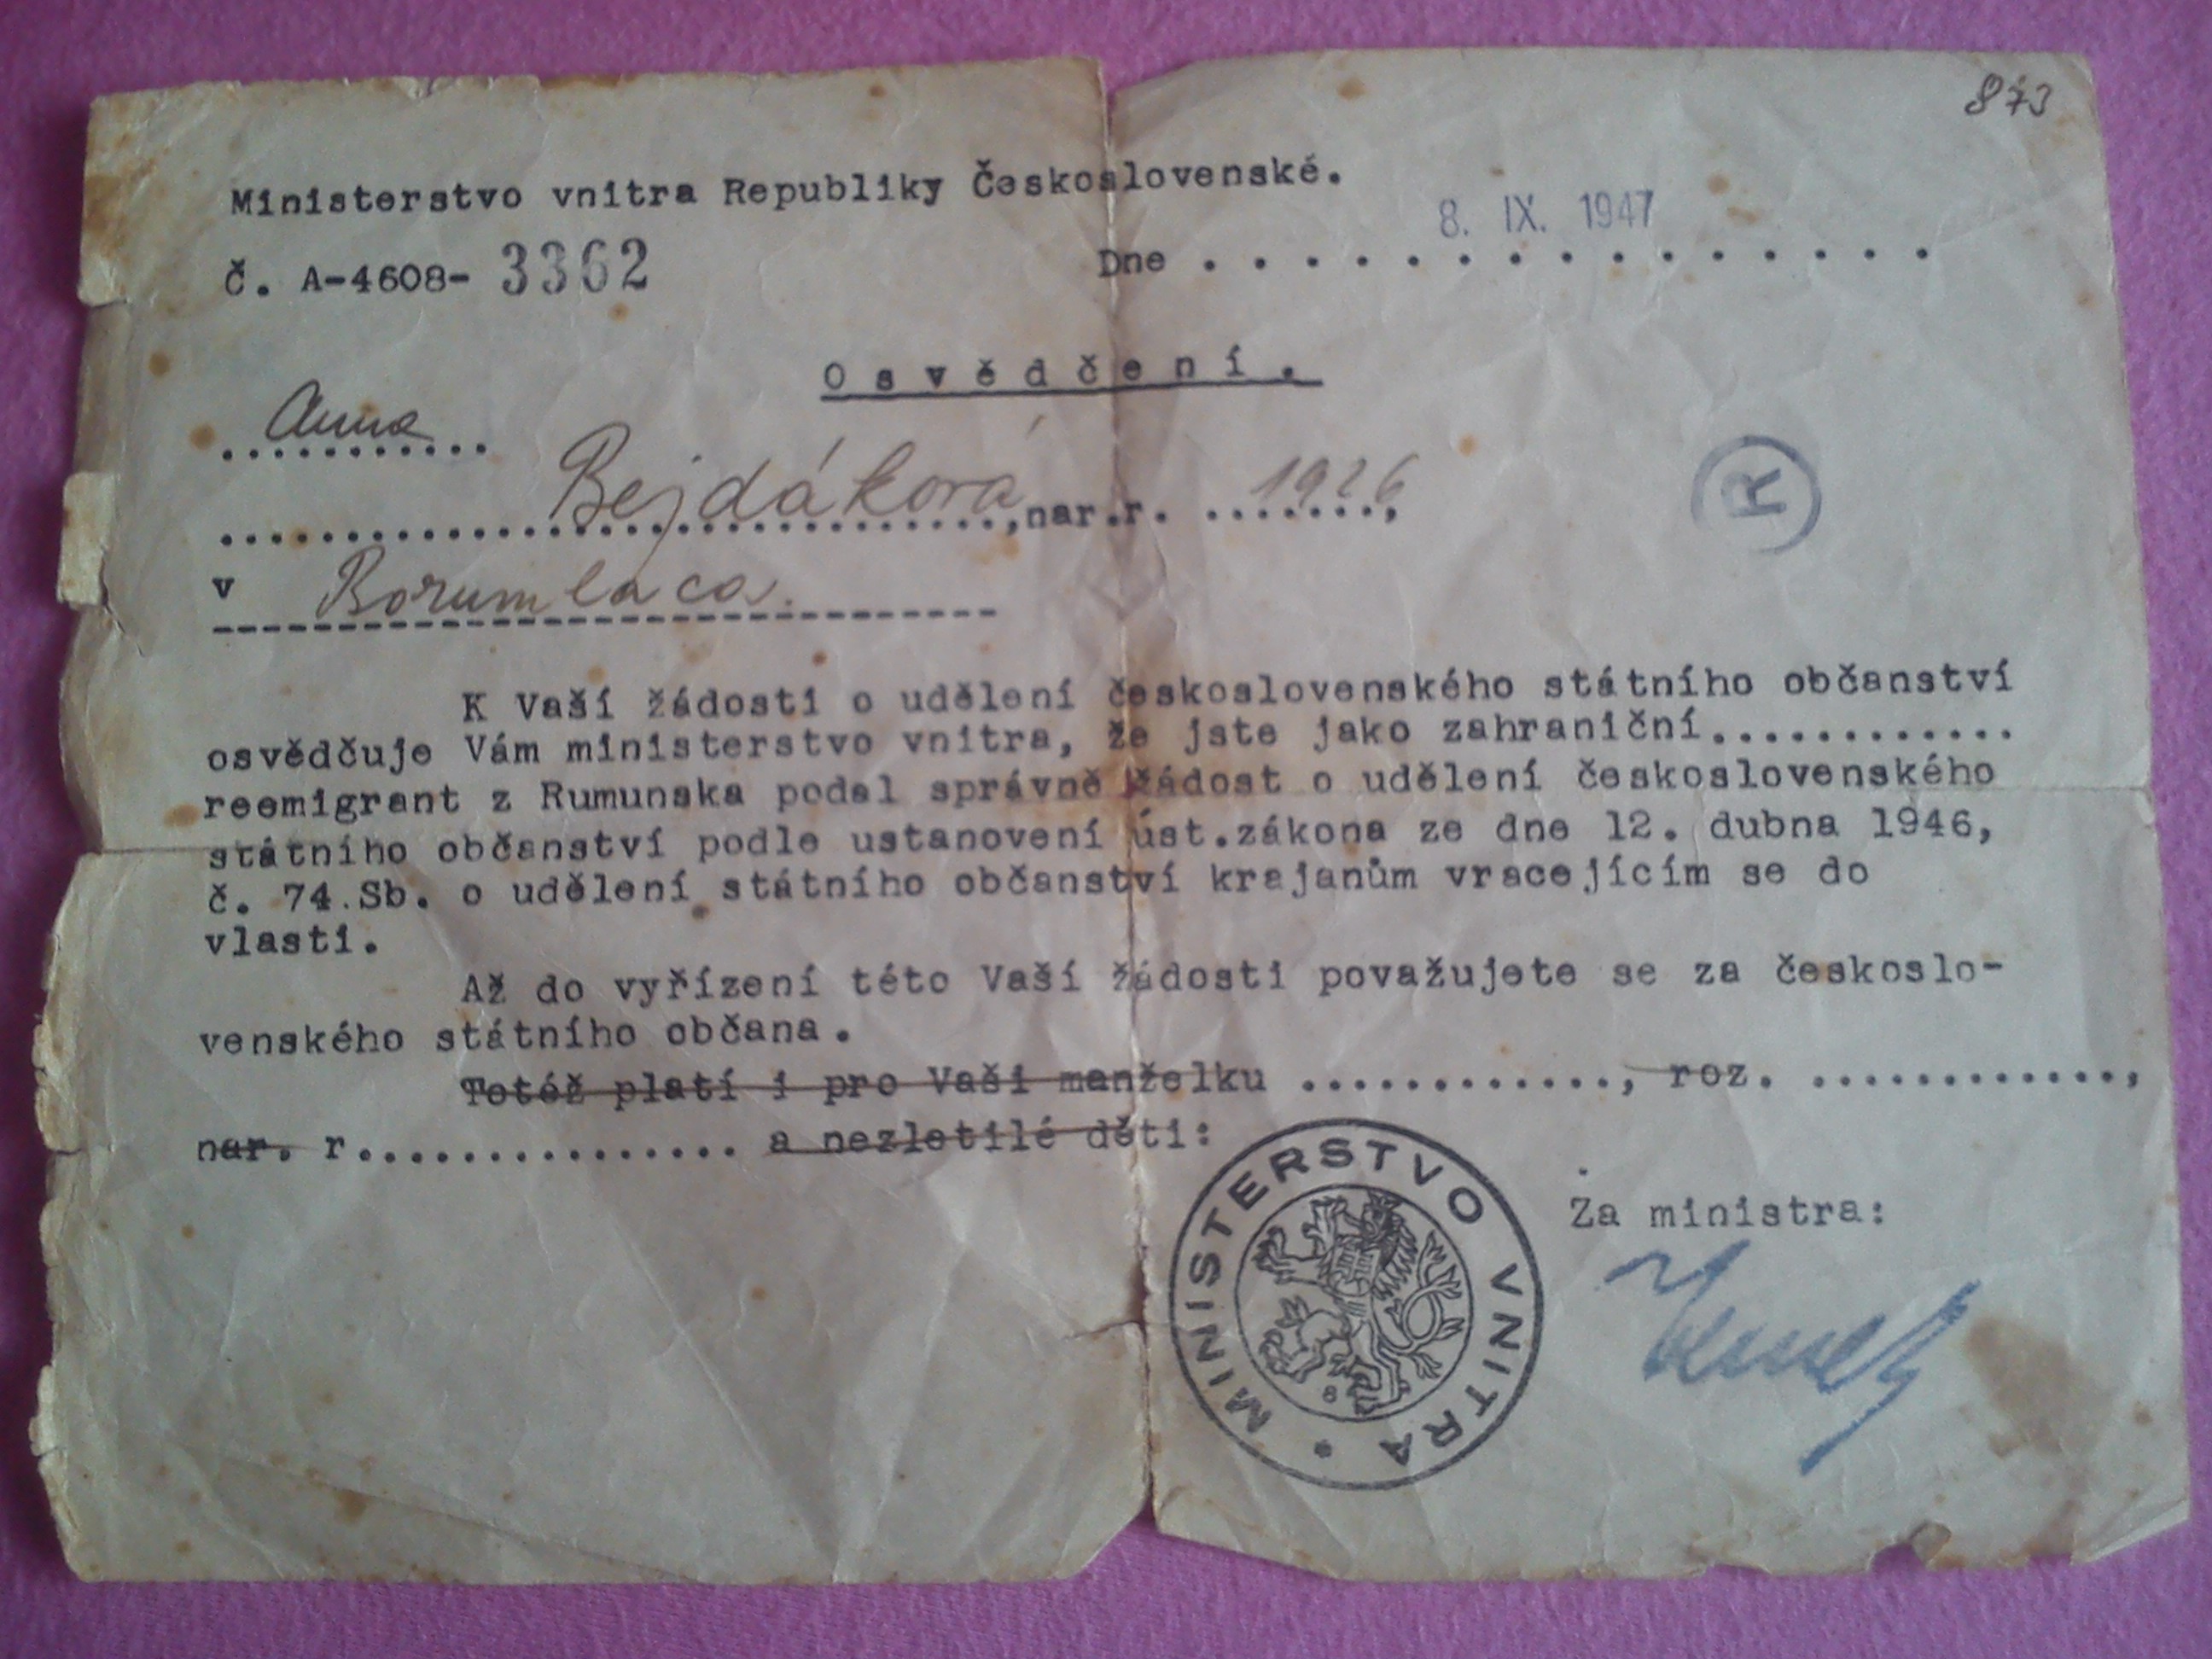 873
Ministerstvo vnitra Republiky Československé.
8. IX. 1947
Č. A-4608- 3362 Dne . . . . . . . . . . . . . . .
Osvědčení.
Anna
R
Bejdáková, nar.r. 1926,
v Borumlaca.
K Vaší žádosti o udělení československého státního občanství
osvědčuje Vám ministerstvo vnitra, že jste jako zahraniční............
reemigrant z Rumunska podal správně žádost o udělení československého
státního občanství podle ustanovení úst.zákona ze dne 12. dubna 1946,
č. 74.Sb. o udělení státního občanství krajanům vracejícím se do
vlasti.
Až do vyřízení této Vaší žádosti považujete se za českoslo-
venského státního občana.
Totéž platí i pro Vaši manželku ............., roz. ............,
nar. r................ a nezletilé děti:
Za ministra:
MINISTERSTVO VNITRA
8